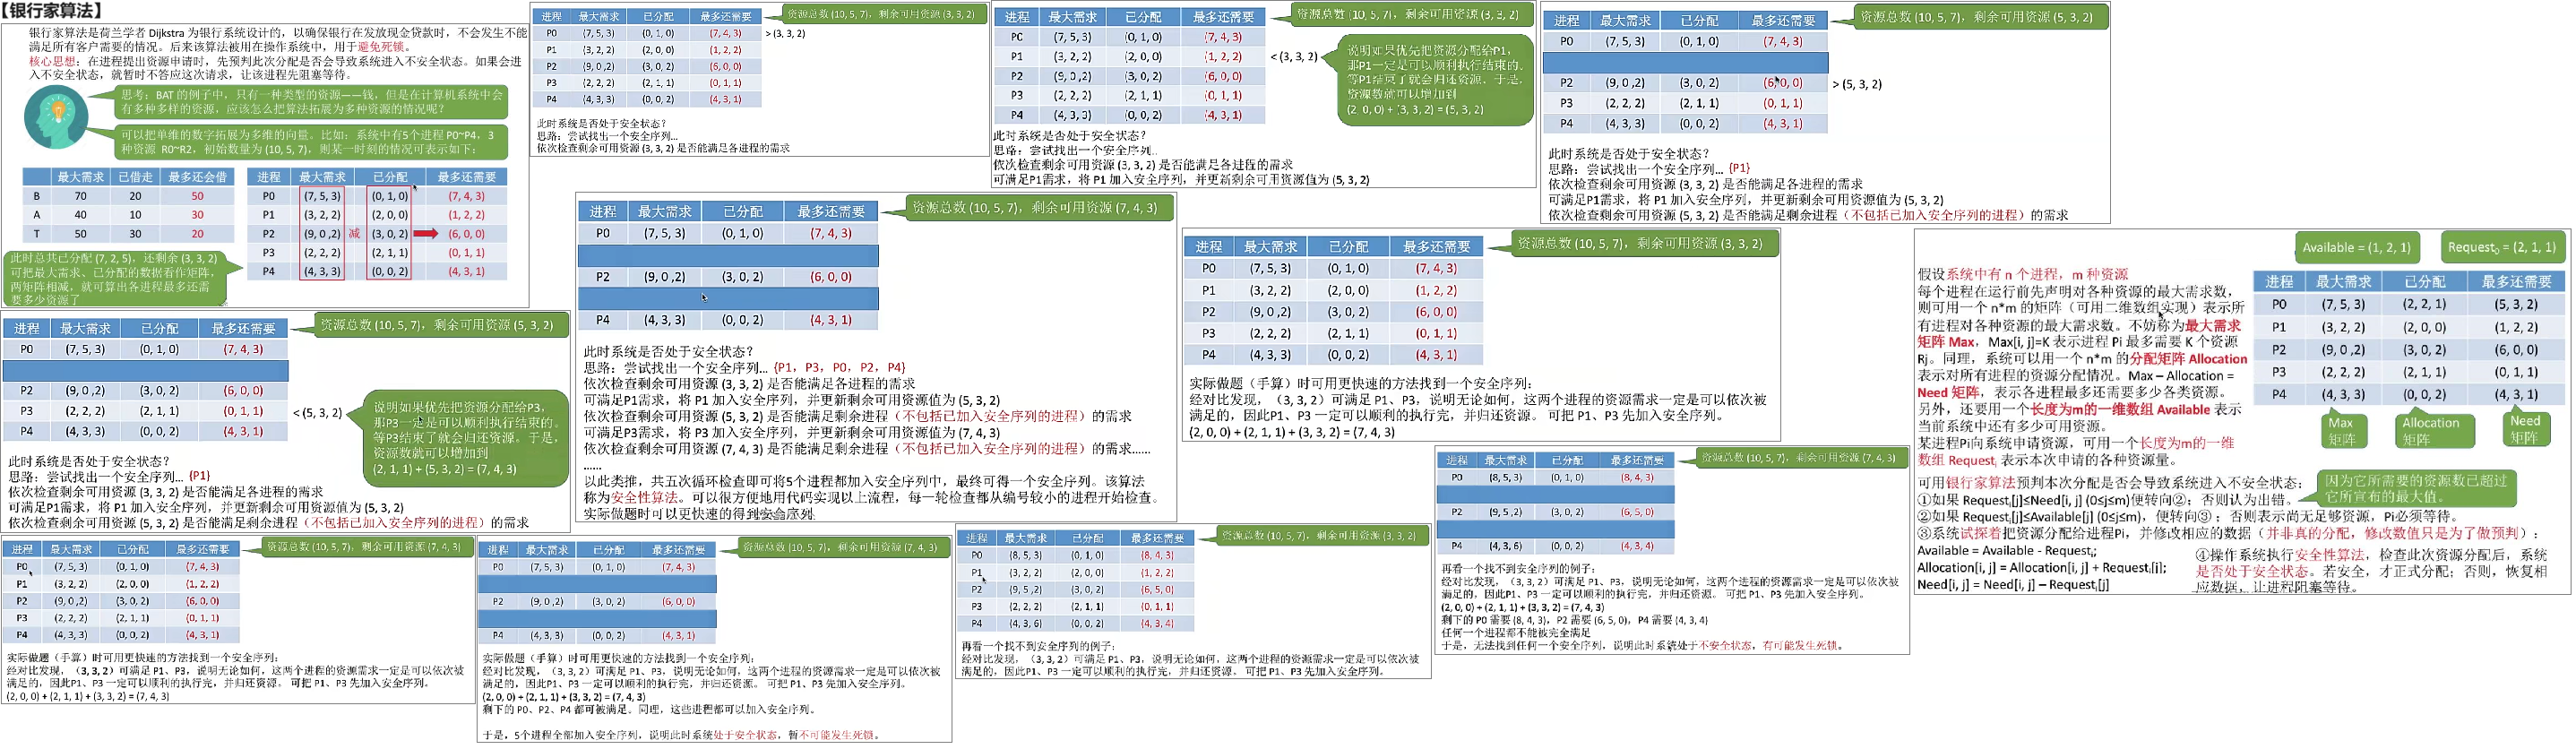 【银行家算法】
银行家算法是荷兰学者 Dijkstra 为银行系统设计的，以确保银行在发放现金贷款时，不会发生不能
满足所有客户需要的情况。后来该算法被用在操作系统中，用于避免死锁。
核心思想：在进程提出资源申请时，先预判此次分配是否会导致系统进入不安全状态。如果会进
入不安全状态，就暂时不答应这次请求，让该进程先阻塞等待。
思考：BAT 的例子中，只有一种类型的资源——钱，但是在计算机系统中会
有多种多样的资源，应该怎么把算法拓展为多种资源的情况呢？
可以把单维的数字拓展为多维的向量。比如：系统中有5个进程 P0~P4，3
种资源 R0~R2，初始数量为 (10, 5, 7)，则某一时刻的情况可表示如下：
最大需求 已借走 最多还会借
B 70 20 50
A 40 10 30
T 50 30 20
进程 最大需求 已分配 最多还需要
P0 (7, 5, 3) (0, 1, 0) (7, 4, 3)
P1 (3, 2, 2) (2, 0, 0) (1, 2, 2)
P2 (9, 0 ,2) 减 (3, 0, 2) (6, 0, 0)
P3 (2, 2, 2) (2, 1, 1) (0, 1, 1)
P4 (4, 3, 3) (0, 0, 2) (4, 3, 1)
此时总共已分配 (7, 2, 5)，还剩余 (3, 3, 2)
可把最大需求、已分配的数据看作矩阵，
两矩阵相减，就可算出各进程最多还需
要多少资源了
进程 最大需求 已分配 最多还需要
资源总数 (10, 5, 7)，剩余可用资源 (3, 3, 2)
P0 (7, 5, 3) (0, 1, 0) (7, 4, 3) > (3, 3, 2)
P1 (3, 2, 2) (2, 0, 0) (1, 2, 2)
P2 (9, 0 ,2) (3, 0, 2) (6, 0, 0)
P3 (2, 2, 2) (2, 1, 1) (0, 1, 1)
P4 (4, 3, 3) (0, 0, 2) (4, 3, 1)
此时系统是否处于安全状态？
思路：尝试找出一个安全序列...
依次检查剩余可用资源 (3, 3, 2) 是否能满足各进程的需求
进程 最大需求 已分配 最多还需要
资源总数 (10, 5, 7)，剩余可用资源 (3, 3, 2)
P0 (7, 5, 3) (0, 1, 0) (7, 4, 3)
P1 (3, 2, 2) (2, 0, 0) (1, 2, 2) < (3, 3, 2)
P2 (9, 0 ,2) (3, 0, 2) (6, 0, 0)
P3 (2, 2, 2) (2, 1, 1) (0, 1, 1)
P4 (4, 3, 3) (0, 0, 2) (4, 3, 1)
说明如果优先把资源分配给P1，
那P1一定是可以顺利执行结束的。
等P1结束了就会归还资源。于是，
资源数就可以增加到
(2, 0, 0) + (3, 3, 2) = (5, 3, 2)
此时系统是否处于安全状态？
思路：尝试找出一个安全序列...
依次检查剩余可用资源 (3, 3, 2) 是否能满足各进程的需求
可满足P1需求，将 P1 加入安全序列，并更新剩余可用资源值为 (5, 3, 2)
进程 最大需求 已分配 最多还需要
资源总数 (10, 5, 7)，剩余可用资源 (5, 3, 2)
P0 (7, 5, 3) (0, 1, 0) (7, 4, 3)
P2 (9, 0 ,2) (3, 0, 2) (6, 0, 0) > (5, 3, 2)
P3 (2, 2, 2) (2, 1, 1) (0, 1, 1)
P4 (4, 3, 3) (0, 0, 2) (4, 3, 1)
此时系统是否处于安全状态？
思路：尝试找出一个安全序列... {P1}
依次检查剩余可用资源 (3, 3, 2) 是否能满足各进程的需求
可满足P1需求，将 P1 加入安全序列，并更新剩余可用资源值为 (5, 3, 2)
依次检查剩余可用资源 (5, 3, 2) 是否能满足剩余进程（不包括已加入安全序列的进程）的需求
进程 最大需求 已分配 最多还需要
资源总数 (10, 5, 7)，剩余可用资源 (5, 3, 2)
P0 (7, 5, 3) (0, 1, 0) (7, 4, 3)
P2 (9, 0 ,2) (3, 0, 2) (6, 0, 0)
P3 (2, 2, 2) (2, 1, 1) (0, 1, 1) < (5, 3, 2)
P4 (4, 3, 3) (0, 0, 2) (4, 3, 1)
说明如果优先把资源分配给P3，
那P3一定是可以顺利执行结束的。
等P3结束了就会归还资源。于是，
资源数就可以增加到
(2, 1, 1) + (5, 3, 2) = (7, 4, 3)
此时系统是否处于安全状态？
思路：尝试找出一个安全序列... {P1}
依次检查剩余可用资源 (3, 3, 2) 是否能满足各进程的需求
可满足P1需求，将 P1 加入安全序列，并更新剩余可用资源值为 (5, 3, 2)
依次检查剩余可用资源 (5, 3, 2) 是否能满足剩余进程（不包括已加入安全序列的进程）的需求
进程 最大需求 已分配 最多还需要
资源总数 (10, 5, 7)，剩余可用资源 (7, 4, 3)
P0 (7, 5, 3) (0, 1, 0) (7, 4, 3)
P2 (9, 0 ,2) (3, 0, 2) (6, 0, 0)
P4 (4, 3, 3) (0, 0, 2) (4, 3, 1)
此时系统是否处于安全状态？
思路：尝试找出一个安全序列... {P1，P3，P0，P2，P4}
依次检查剩余可用资源 (3, 3, 2) 是否能满足各进程的需求
可满足P1需求，将 P1 加入安全序列，并更新剩余可用资源值为 (5, 3, 2)
依次检查剩余可用资源 (5, 3, 2) 是否能满足剩余进程（不包括已加入安全序列的进程）的需求
可满足P3需求，将 P3 加入安全序列，并更新剩余可用资源值为 (7, 4, 3)
依次检查剩余可用资源 (7, 4, 3) 是否能满足剩余进程（不包括已加入安全序列的进程）的需求......
......
以此类推，共五次循环检查即可将5个进程都加入安全序列中，最终可得一个安全序列。该算法
称为安全性算法。可以很方便地用代码实现以上流程，每一轮检查都从编号较小的进程开始检查。
实际做题时可以更快速的得到安全序列。
进程 最大需求 已分配 最多还需要
资源总数 (10, 5, 7)，剩余可用资源 (3, 3, 2)
P0 (7, 5, 3) (0, 1, 0) (7, 4, 3)
P1 (3, 2, 2) (2, 0, 0) (1, 2, 2)
P2 (9, 0 ,2) (3, 0, 2) (6, 0, 0)
P3 (2, 2, 2) (2, 1, 1) (0, 1, 1)
P4 (4, 3, 3) (0, 0, 2) (4, 3, 1)
实际做题（手算）时可用更快速的方法找到一个安全序列：
经对比发现，（3, 3, 2）可满足 P1、P3，说明无论如何，这两个进程的资源需求一定是可以依次被
满足的，因此P1、P3 一定可以顺利的执行完，并归还资源。 可把 P1、P3 先加入安全序列。
(2, 0, 0) + (2, 1, 1) + (3, 3, 2) = (7, 4, 3)
进程 最大需求 已分配 最多还需要
资源总数 (10, 5, 7)，剩余可用资源 (7, 4, 3)
P0 (7, 5, 3) (0, 1, 0) (7, 4, 3)
P1 (3, 2, 2) (2, 0, 0) (1, 2, 2)
P2 (9, 0 ,2) (3, 0, 2) (6, 0, 0)
P3 (2, 2, 2) (2, 1, 1) (0, 1, 1)
P4 (4, 3, 3) (0, 0, 2) (4, 3, 1)
实际做题（手算）时可用更快速的方法找到一个安全序列：
经对比发现，（3, 3, 2）可满足 P1、P3，说明无论如何，这两个进程的资源需求一定是可以依次被
满足的，因此P1、P3 一定可以顺利的执行完，并归还资源。 可把 P1、P3 先加入安全序列。
(2, 0, 0) + (2, 1, 1) + (3, 3, 2) = (7, 4, 3)
进程 最大需求 已分配 最多还需要
资源总数 (10, 5, 7)，剩余可用资源 (7, 4, 3)
P0 (7, 5, 3) (0, 1, 0) (7, 4, 3)
P2 (9, 0 ,2) (3, 0, 2) (6, 0, 0)
P4 (4, 3, 3) (0, 0, 2) (4, 3, 1)
实际做题（手算）时可用更快速的方法找到一个安全序列：
经对比发现，（3, 3, 2）可满足 P1、P3，说明无论如何，这两个进程的资源需求一定是可以依次被
满足的，因此P1、P3 一定可以顺利的执行完，并归还资源。 可把 P1、P3 先加入安全序列。
(2, 0, 0) + (2, 1, 1) + (3, 3, 2) = (7, 4, 3)
剩下的 P0、P2、P4 都可被满足。同理，这些进程都可以加入安全序列。
于是，5个进程全部加入安全序列，说明此时系统处于安全状态，暂不可能发生死锁。
进程 最大需求 已分配 最多还需要
资源总数 (10, 5, 7)，剩余可用资源 (3, 3, 2)
P0 (8, 5, 3) (0, 1, 0) (8, 4, 3)
P1 (3, 2, 2) (2, 0, 0) (1, 2, 2)
P2 (9, 5 ,2) (3, 0, 2) (6, 5, 0)
P3 (2, 2, 2) (2, 1, 1) (0, 1, 1)
P4 (4, 3, 6) (0, 0, 2) (4, 3, 4)
再看一个找不到安全序列的例子：
经对比发现，（3, 3, 2）可满足 P1、P3，说明无论如何，这两个进程的资源需求一定是可以依次被
满足的，因此P1、P3 一定可以顺利的执行完，并归还资源。 可把 P1、P3 先加入安全序列。
进程 最大需求 已分配 最多还需要
资源总数 (10, 5, 7)，剩余可用资源 (7, 4, 3)
P0 (8, 5, 3) (0, 1, 0) (8, 4, 3)
P2 (9, 5 ,2) (3, 0, 2) (6, 5, 0)
P4 (4, 3, 6) (0, 0, 2) (4, 3, 4)
再看一个找不到安全序列的例子：
经对比发现，（3, 3, 2）可满足 P1、P3，说明无论如何，这两个进程的资源需求一定是可以依次被
满足的，因此P1、P3 一定可以顺利的执行完，并归还资源。 可把 P1、P3 先加入安全序列。
(2, 0, 0) + (2, 1, 1) + (3, 3, 2) = (7, 4, 3)
剩下的 P0 需要 (8, 4, 3)，P2 需要 (6, 5, 0)，P4 需要 (4, 3, 4)
任何一个进程都不能被完全满足
于是，无法找到任何一个安全序列，说明此时系统处于不安全状态，有可能发生死锁。
Available = (1, 2, 1)
Request0 = (2, 1, 1)
假设系统中有 n 个进程，m 种资源
每个进程在运行前先声明对各种资源的最大需求数，
则可用一个 n*m 的矩阵（可用二维数组实现）表示所
有进程对各种资源的最大需求数。不妨称为最大需求
矩阵 Max，Max[i, j]=K 表示进程 Pi 最多需要 K 个资源
Rj。同理，系统可以用一个 n*m 的分配矩阵 Allocation
表示对所有进程的资源分配情况。Max – Allocation =
Need 矩阵，表示各进程最多还需要多少各类资源。
另外，还要用一个长度为m的一维数组 Available 表示
当前系统中还有多少可用资源。
某进程Pi向系统申请资源，可用一个长度为m的一维
数组 Requesti 表示本次申请的各种资源量。
进程 最大需求 已分配 最多还需要
P0 (7, 5, 3) (2, 2, 1) (5, 3, 2)
P1 (3, 2, 2) (2, 0, 0) (1, 2, 2)
P2 (9, 0 ,2) (3, 0, 2) (6, 0, 0)
P3 (2, 2, 2) (2, 1, 1) (0, 1, 1)
P4 (4, 3, 3) (0, 0, 2) (4, 3, 1)
Max
矩阵
Allocation
矩阵
Need
矩阵
可用银行家算法预判本次分配是否会导致系统进入不安全状态：
①如果 Requesti[j]≤Need[i, j] (0≤j≤m)便转向②；否则认为出错。
因为它所需要的资源数已超过
它所宣布的最大值。
②如果 Requesti[j]≤Available[j] (0≤j≤m)，便转向③；否则表示尚无足够资源，Pi必须等待。
③系统试探着把资源分配给进程Pi，并修改相应的数据（并非真的分配，修改数值只是为了做预判）：
Available = Available - Requesti;
Allocation[i, j] = Allocation[i, j] + Requesti[j];
Need[i, j] = Need[i, j] – Requesti[j]
④操作系统执行安全性算法，检查此次资源分配后，系统
是否处于安全状态。若安全，才正式分配；否则，恢复相
应数据，让进程阻塞等待。